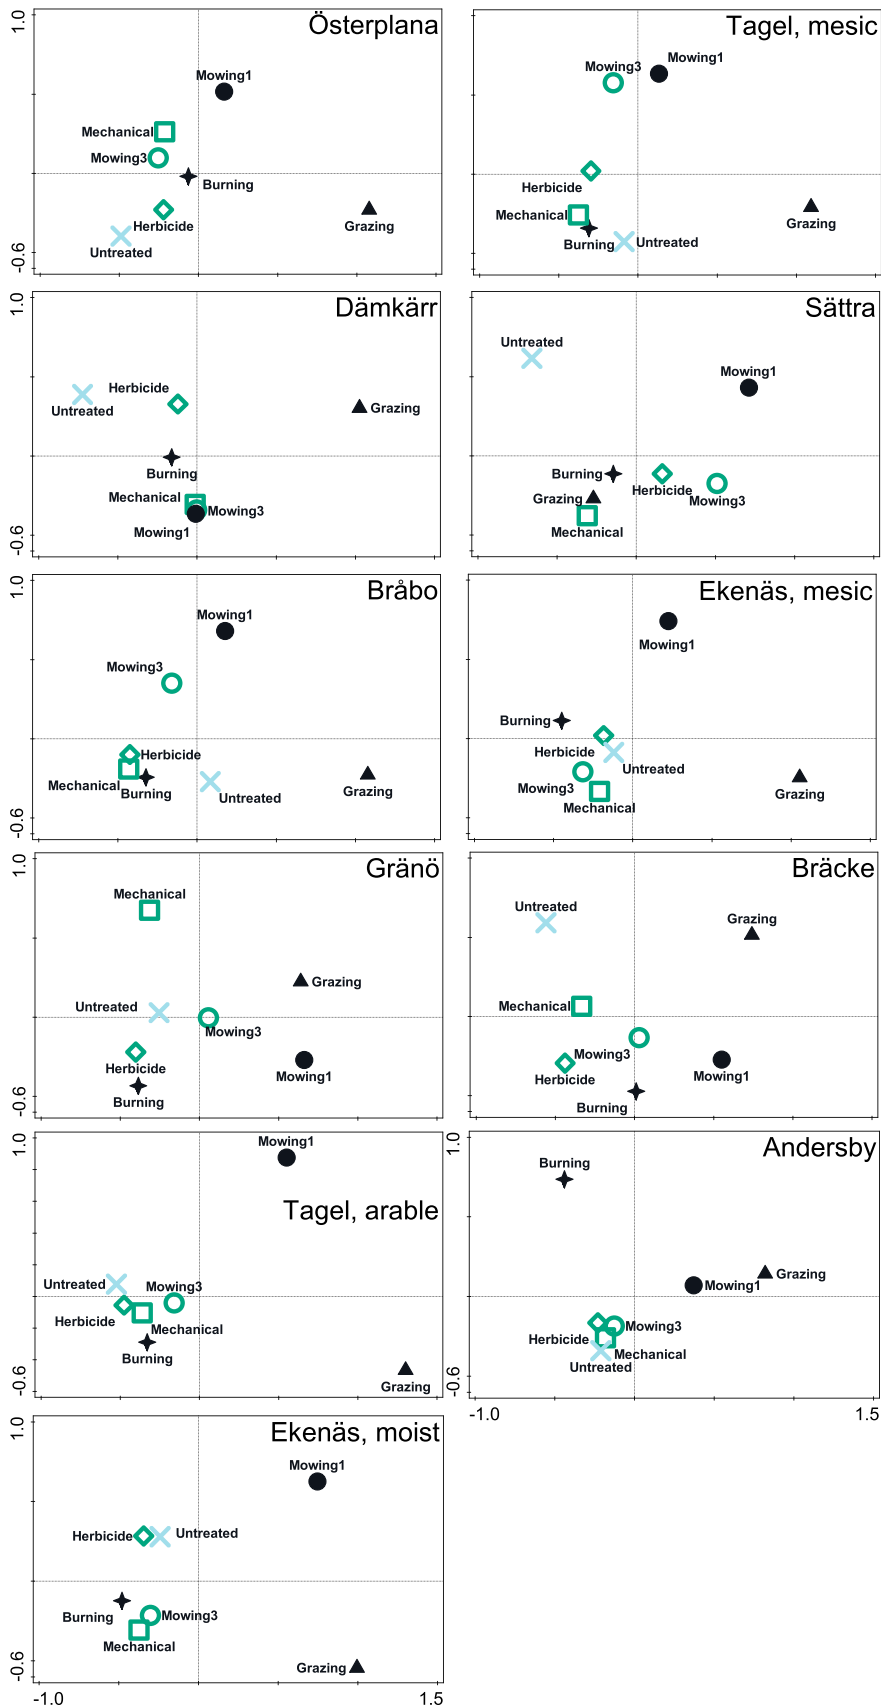 Österplana
1.0
Mowing1
Mechanical
Mowing3
Burning
Herbicide
Grazing
Untreated
-0.6
Tagel, mesic
Mowing1
Mowing3
Herbicide
Mechanical
Grazing
Burning
Untreated
Dämkärr
1.0
Herbicide
Untreated
Grazing
Burning
Mechanical
Mowing3
Mowing1
-0.6
Sättra
Untreated
Mowing1
Burning
Herbicide
Grazing
Mowing3
Mechanical
Bråbo
1.0
Mowing1
Mowing3
Herbicide
Mechanical
Burning
Untreated
Grazing
-0.6
Ekenäs, mesic
Mowing1
Burning
Herbicide
Untreated
Mowing3
Mechanical
Grazing
Gränö
1.0
Mechanical
Grazing
Untreated
Mowing3
Herbicide
Mowing1
Burning
-0.6
Bräcke
Untreated
Grazing
Mechanical
Mowing3
Herbicide
Mowing1
Burning
1.0
Mowing1
Tagel, arable
Untreated
Mowing3
Herbicide
Mechanical
Burning
Grazing
-0.6
Andersby
1.0
Burning
Grazing
Mowing1
Mowing3
Herbicide
Mechanical
Untreated
-0.6
-1.0
1.5
Ekenäs, moist
1.0
Mowing1
Herbicide
Untreated
Burning
Mowing3
Mechanical
Grazing
-0.6
-1.0
1.5